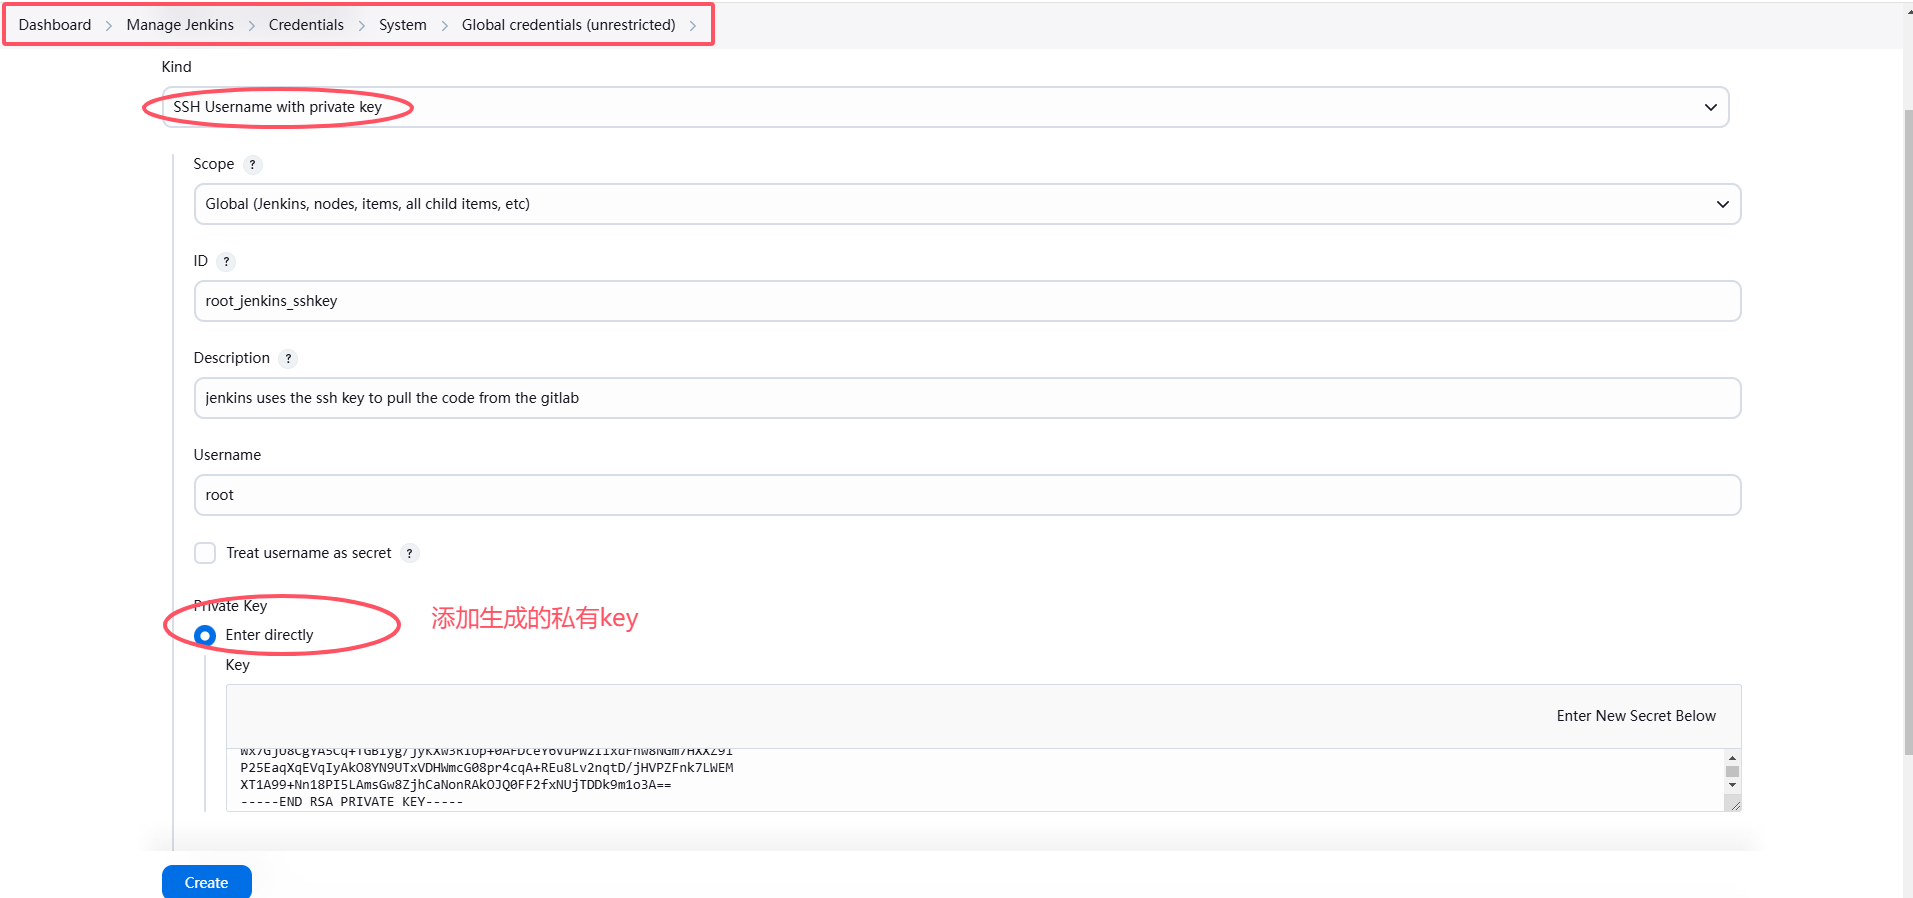 Dashboard > Manage Jenkins > Credentials > System > Global credentials (unrestricted) >
Kind
SSH Username with private key
Scope ?
Global (Jenkins, nodes, items, all child items, etc)
ID ?
root_jenkins_sshkey
Description ?
jenkins uses the ssh key to pull the code from the gitlab
Username
root
Treat username as secret ?
Private Key
添加生成的私有key
Enter directly
Key
Enter New Secret Below
P25EaqXqEVqIyAkO8YN9UTxVDHWmcG08pr4cqA+REu8Lv2nqtD/jHVPZFnk7LWEM
XT1A99+Nn18PI5LAmsGw8ZjhCaNonRAkOJQ0FF2fxNUjTDDk9m1o3A==
-----END RSA PRIVATE KEY-----
Create